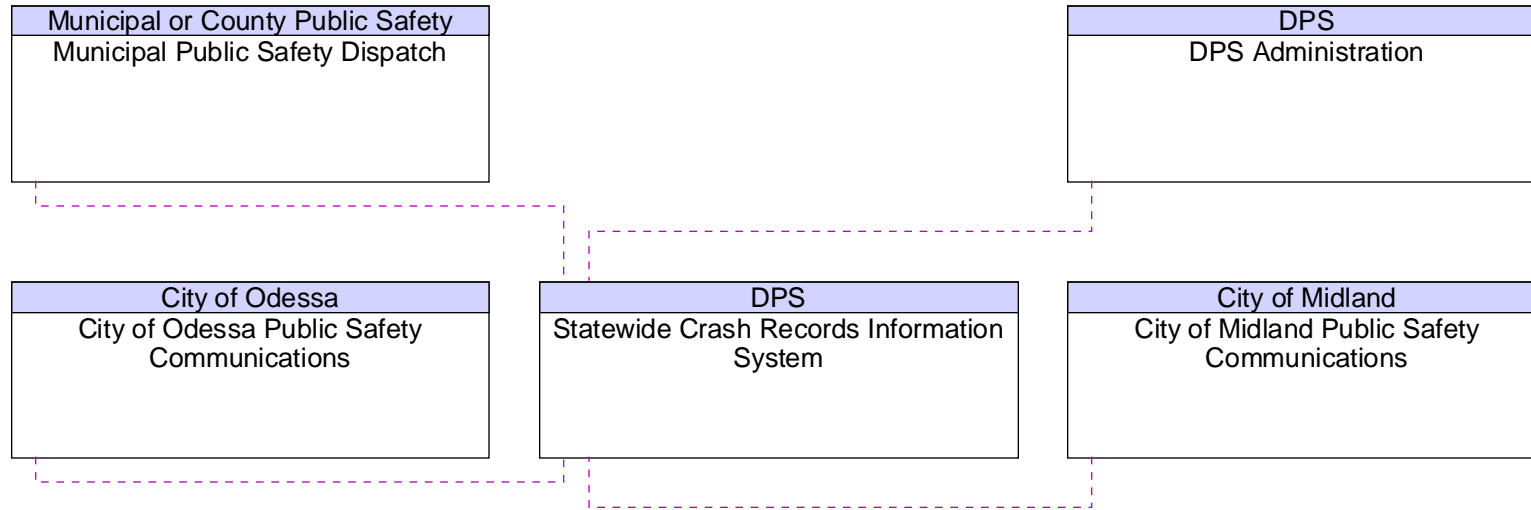 Municipal or County Public Safety
Municipal Public Safety Dispatch
DPS
DPS Administration
City of Odessa
City of Odessa Public Safety
Communications
DPS
Statewide Crash Records Information
System
City of Midland
City of Midland Public Safety
Communications